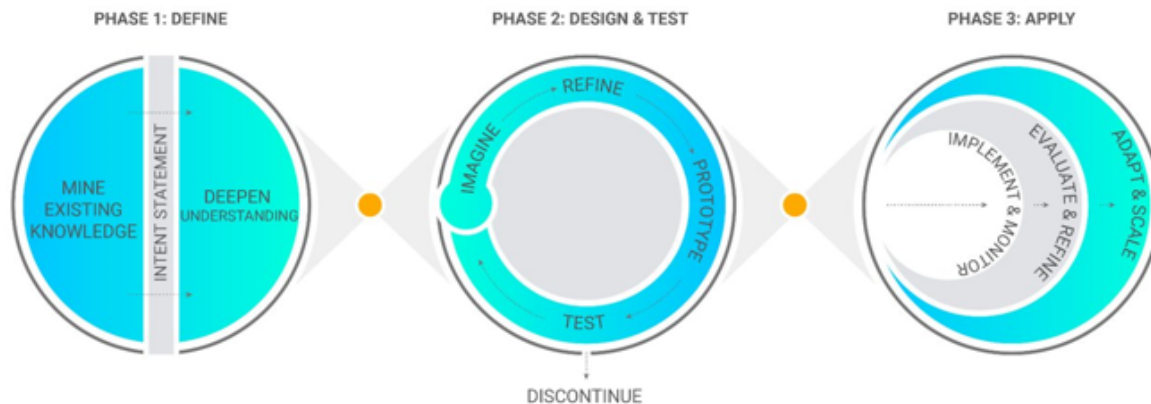 PHASE 1: DEFINE
MINE
EXISTING
KNOWLEDGE
INTENT STATEMENT
DEEPEN
UNDERSTANDING
PHASE 2: DESIGN & TEST
IMAGINE
REFINE
PROTOTYPE
TEST
DISCONTINUE
PHASE 3: APPLY
IMPLEMENT & MONITOR
EVALUATE & REFINE
ADAPT & SCALE